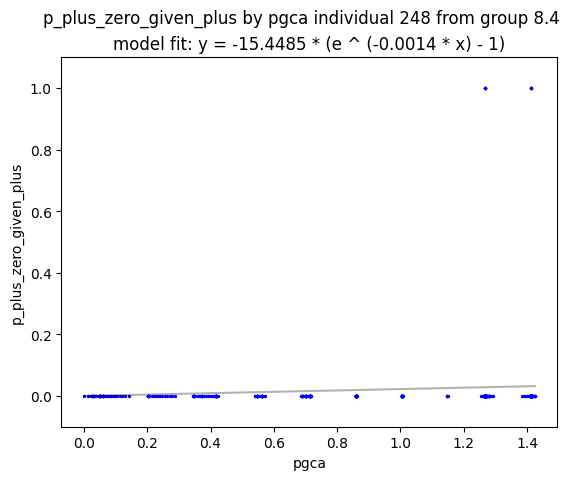 p_plus_zero_given_plus by pgca individual 248 from group 8.4
model fit: y = -15.4485 * (e ^ (-0.0014 * x) - 1)
1.0
0.8
0.6
0.4
0.2
0.0
p_plus_zero_given_plus
0.0 0.2 0.4 0.6 0.8 1.0 1.2 1.4
pgca